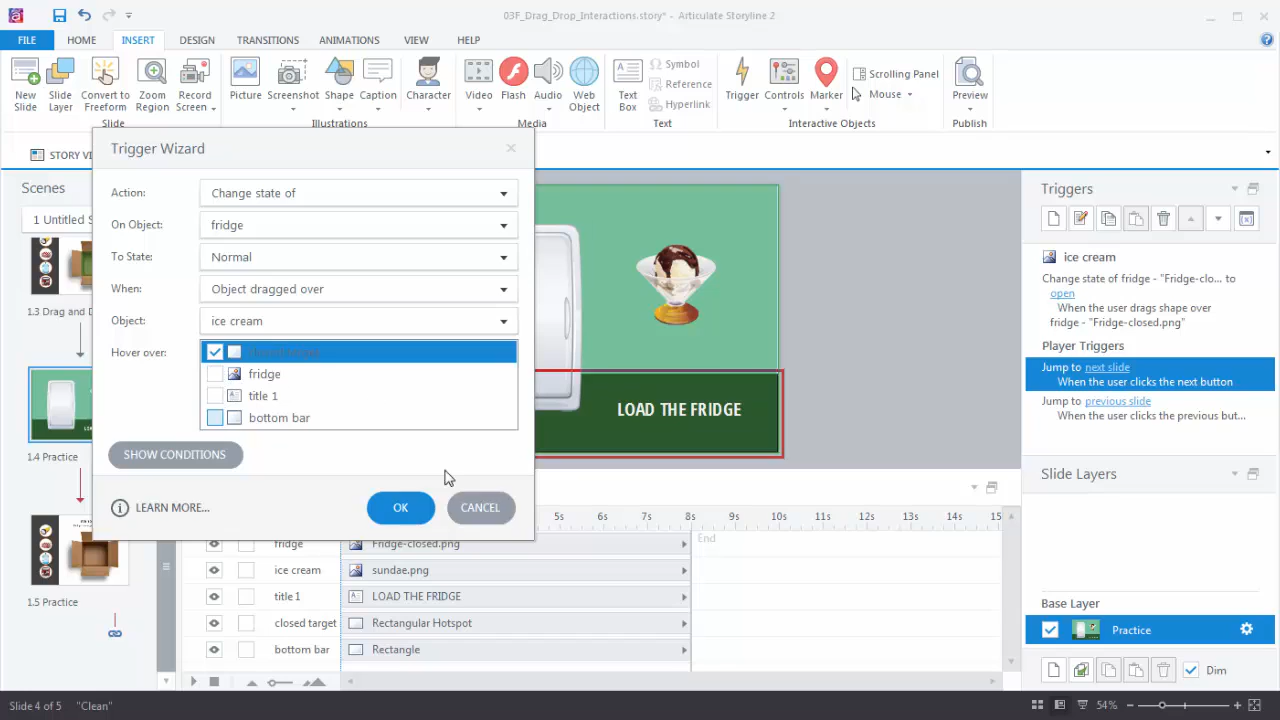 03F_Drag_Drop_Interactions.story* - Articulate Storyline 2
FILE
HOME
INSERT
DESIGN
TRANSITIONS
ANIMATIONS
VIEW
HELP
New Slide
Slide Layer
Convert to Freeform
Zoom Region
Record Screen
Slide
Picture
Screenshot
Shape
Caption
Character
Illustrations
Video
Flash
Audio
Web Object
Media
Text Box
Symbol
Reference
Hyperlink
Text
Trigger
Controls
Marker
Scrolling Panel
Mouse
Interactive Objects
Preview
Publish
STORY VI
Scenes
1 Untitled S
1.3 Drag and D
1.4 Practice
1.5 Practice
Trigger Wizard
Action: Change state of
On Object: fridge
To State: Normal
When: Object dragged over
Object: ice cream
Hover over:
fridge
title 1
bottom bar
SHOW CONDITIONS
LEARN MORE...
OK
CANCEL
LOAD THE FRIDGE
5s 6s 7s 8s 9s 10s 11s 12s 13s 14s 15
End
fridge Fridge-closed.png
ice cream sundae.png
title 1 LOAD THE FRIDGE
closed target Rectangular Hotspot
bottom bar Rectangle
Triggers
ice cream
Change state of fridge - "Fridge-clo... to
open
When the user drags shape over
fridge - "Fridge-closed.png"
Player Triggers
Jump to next slide
When the user clicks the next button
Jump to previous slide
When the user clicks the previous but...
Slide Layers
Base Layer
Practice
Dim
Slide 4 of 5
"Clean"
54%